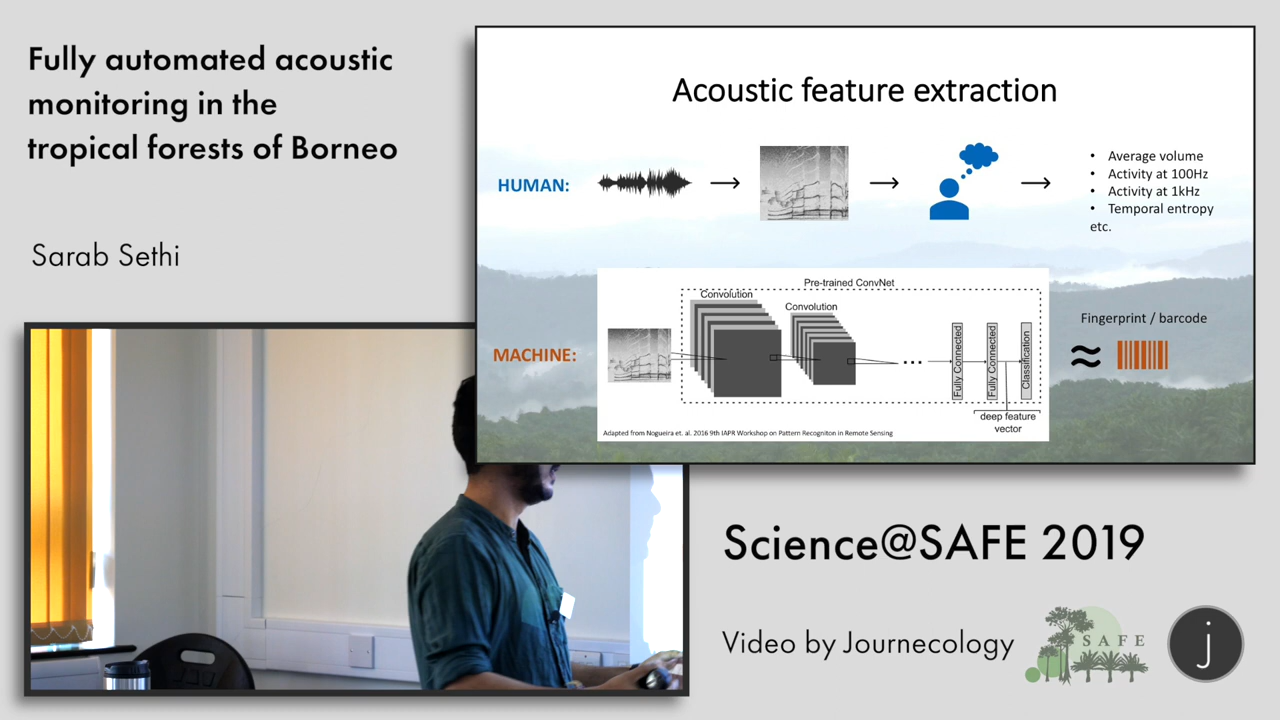 Fully automated acoustic
monitoring in the
tropical forests of Borneo
Sarab Sethi
Acoustic feature extraction
HUMAN:
• Average volume
• Activity at 100Hz
• Activity at 1kHz
• Temporal entropy
etc.
MACHINE:
Pre-trained ConvNet
Convolution
Convolution
...
Fully Connected
Fully Connected
Classification
deep feature
vector
Adapted from Nogueira et. al. 2016 9th IAPR Workshop on Pattern Recogniton in Remote Sensing
Fingerprint / barcode
≈
Science@SAFE 2019
Video by Journecology
SAFE
j